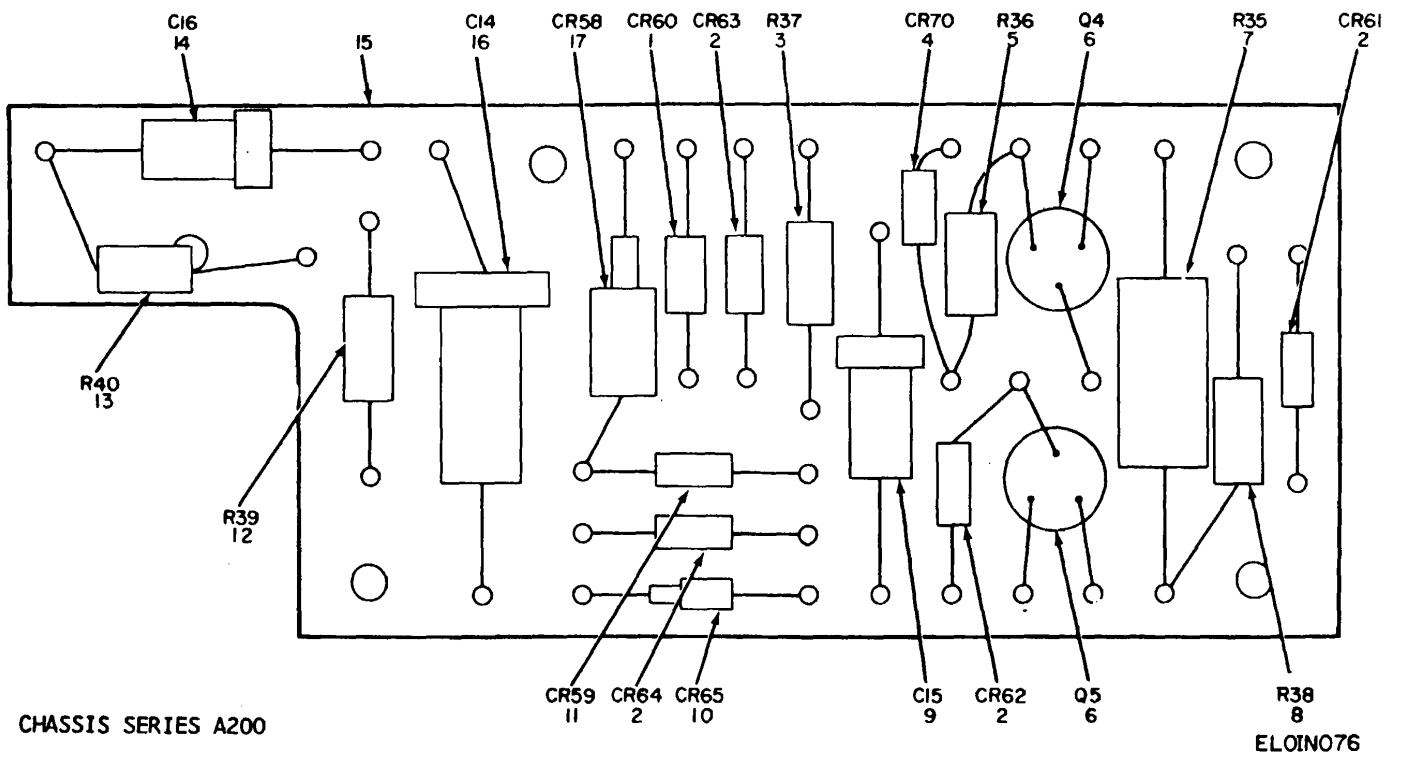 C16 C14 CR58 CR60 CR63 R37 CR70 R36 Q4 R35 CR61
14 15 16 17 1 2 3 4 5 6 7 2
R40
13
R39
12
CR59 CR64 CR65 C15 CR62 Q5 R38
11 2 10 9 2 6 8
CHASSIS SERIES A200
EL0IN076